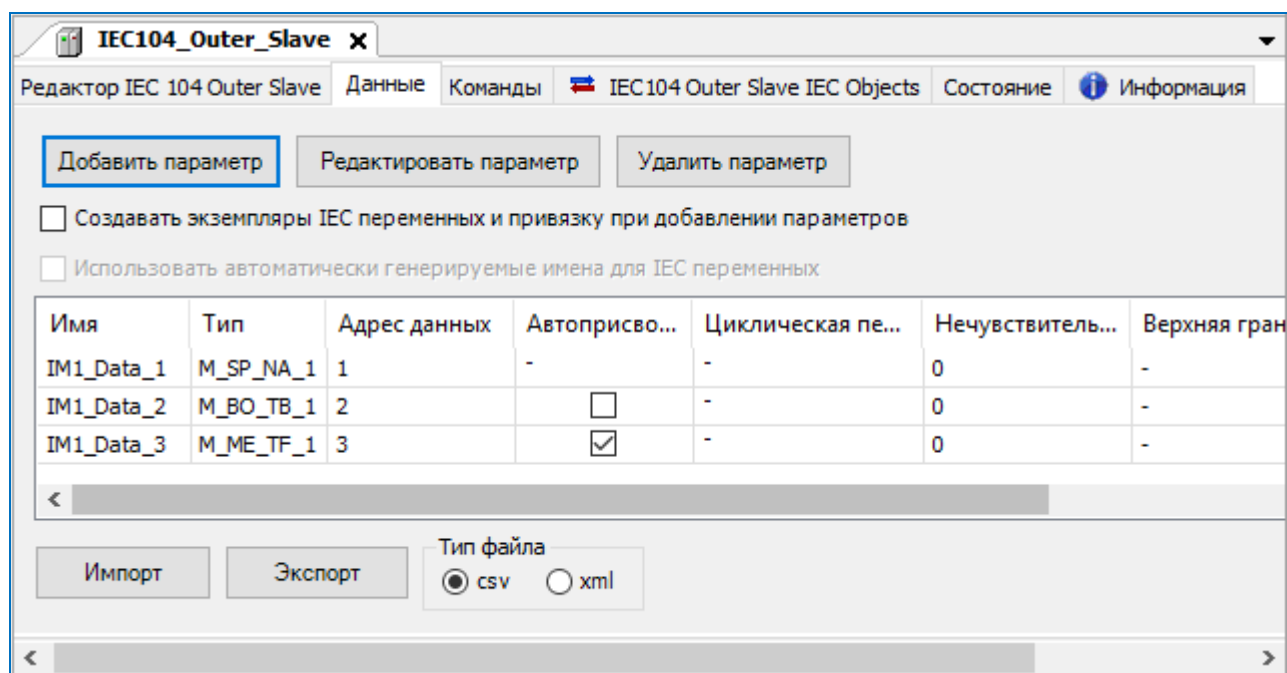 IEC104_Outer_Slave
Редактор IEC 104 Outer Slave Данные Команды IEC104 Outer Slave IEC Objects Состояние Информация
Добавить параметр Редактировать параметр Удалить параметр
Создавать экземпляры IEC переменных и привязку при добавлении параметров
Использовать автоматически генерируемые имена для IEC переменных
Имя Тип Адрес данных Автоприсво... Циклическая пе... Нечувствитель... Верхняя гран
IM1_Data_1 M_SP_NA_1 1 - - 0 -
IM1_Data_2 M_BO_TB_1 2 - 0 -
IM1_Data_3 M_ME_TF_1 3 - 0 -
Тип файла
Импорт Экспорт csv xml